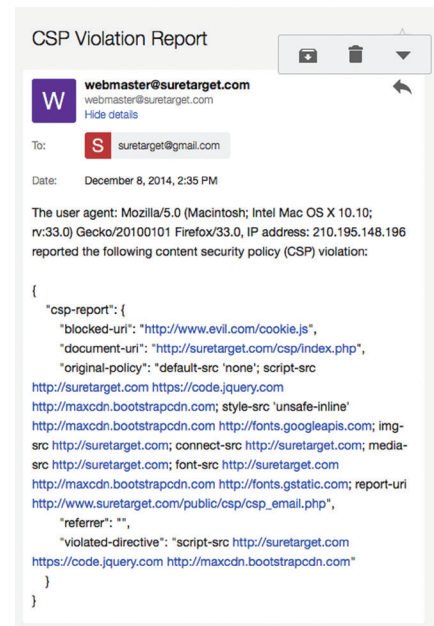 CSP Violation Report
W
webmaster@suretarget.com
webmaster@suretarget.com
Hide details
To:
S suretarget@gmail.com
Date: December 8, 2014, 2:35 PM
The user agent: Mozilla/5.0 (Macintosh; Intel Mac OS X 10.10;
rv:33.0) Gecko/20100101 Firefox/33.0, IP address: 210.195.148.196
reported the following content security policy (CSP) violation:
{
"csp-report": {
"blocked-uri": "http://www.evil.com/cookie.js",
"document-uri": "http://suretarget.com/csp/index.php",
"original-policy": "default-src 'none'; script-src
http://suretarget.com https://code.jquery.com
http://maxcdn.bootstrapcdn.com; style-src 'unsafe-inline'
http://maxcdn.bootstrapcdn.com http://fonts.googleapis.com; img-
src http://suretarget.com; connect-src http://suretarget.com; media-
src http://suretarget.com; font-src http://suretarget.com
http://maxcdn.bootstrapcdn.com http://fonts.gstatic.com; report-uri
http://www.suretarget.com/public/csp/csp_email.php",
"referrer": "",
"violated-directive": "script-src http://suretarget.com
https://code.jquery.com http://maxcdn.bootstrapcdn.com"
}
}